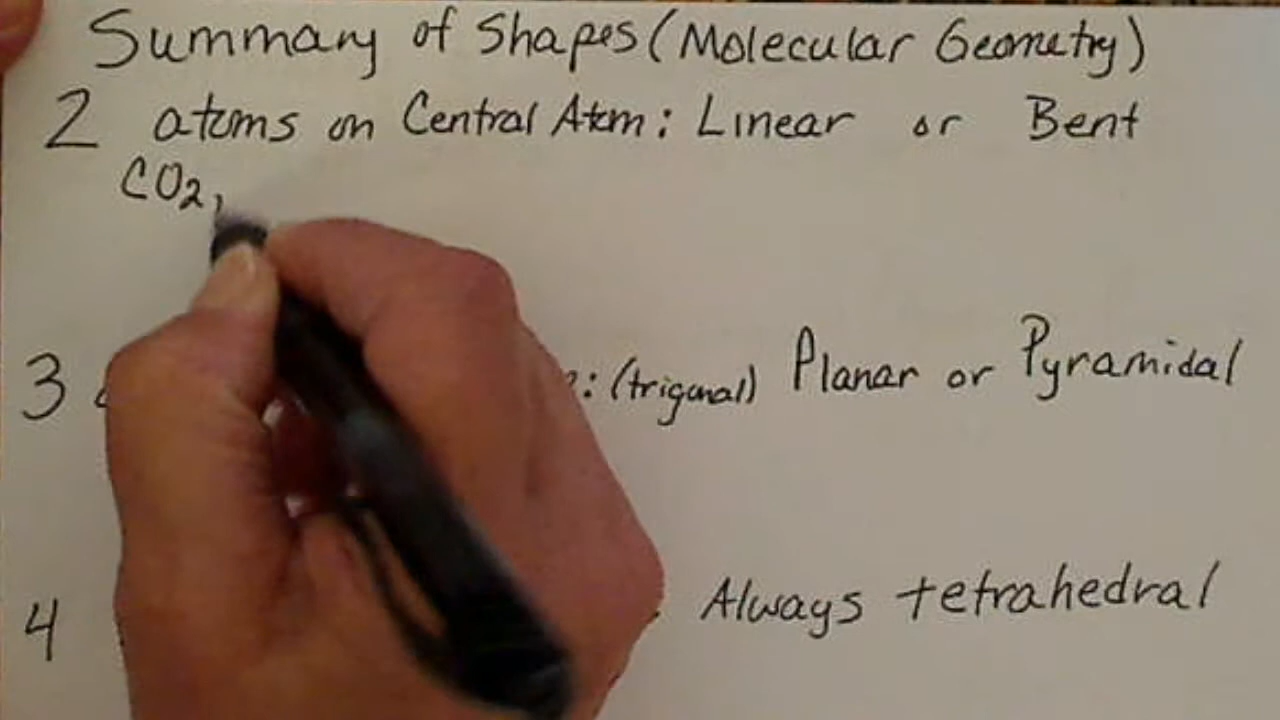 Summary of Shapes (Molecular Geometry)
2 atoms on Central Atom: Linear or Bent
CO2,
3 : (trigonal) Planar or Pyramidal
4 Always tetrahedral